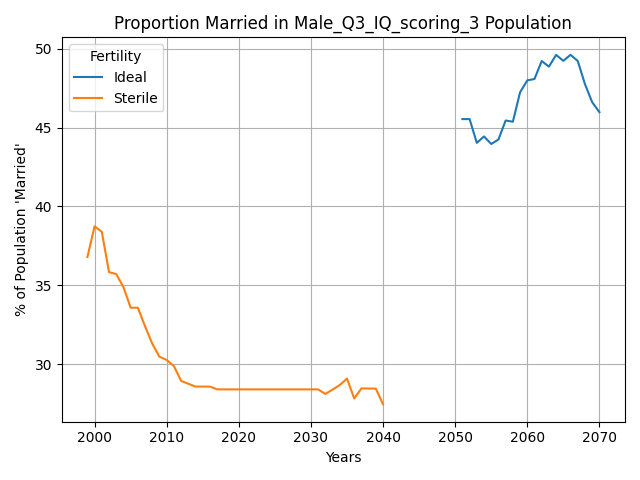 Proportion Married in Male_Q3_IQ_scoring_3 Population
Fertility
Ideal
Sterile
% of Population 'Married'
50
45
40
35
30
2000 2010 2020 2030 2040 2050 2060 2070
Years